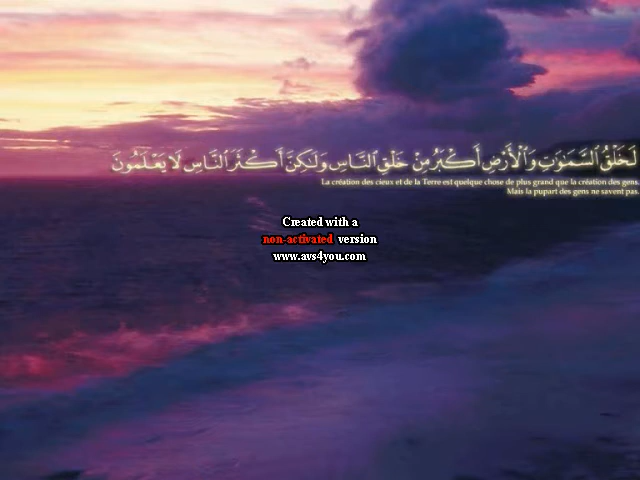 لَخَلْقُ ٱلسَّمَـٰوَٰتِ وَٱلْأَرْضِ أَكْبَرُ مِنْ خَلْقِ ٱلنَّاسِ وَلَـٰكِنَّ أَكْثَرَ ٱلنَّاسِ لَا يَعْلَمُونَ
La création des cieux et de la Terre est quelque chose de plus grand que la création des gens.
Mais la pupart des gens ne savent pas.
Created with a
non-activated version
www.avs4you.com